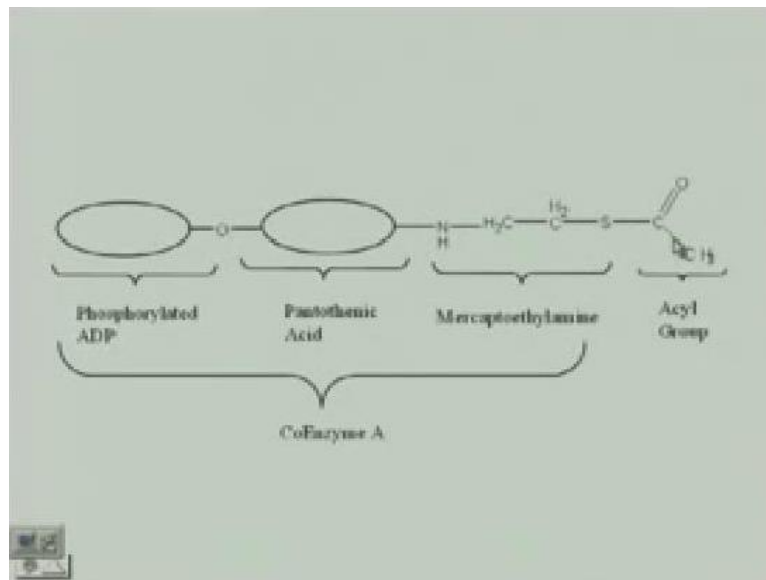 O
O
N
H
H₂C
H₂
C
S
C
CH₃
Phosphorylated
ADP
Pantothenic
Acid
Mercaptoethylamine
Acyl
Group
CoEnzyme A